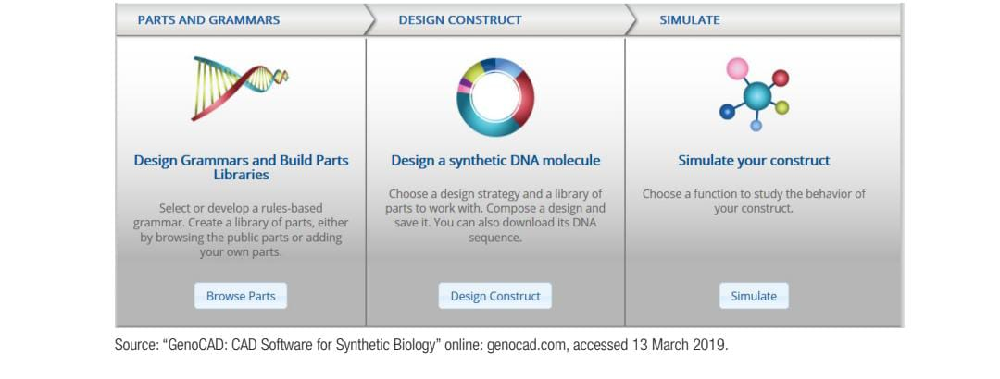 PARTS AND GRAMMARS
DESIGN CONSTRUCT
SIMULATE
Design Grammars and Build Parts
Libraries
Select or develop a rules-based
grammar. Create a library of parts, either
by browsing the public parts or adding
your own parts.
Browse Parts
Design a synthetic DNA molecule
Choose a design strategy and a library of
parts to work with. Compose a design and
save it. You can also download its DNA
sequence.
Design Construct
Simulate your construct
Choose a function to study the behavior of
your construct.
Simulate
Source: “GenoCAD: CAD Software for Synthetic Biology” online: genocad.com, accessed 13 March 2019.